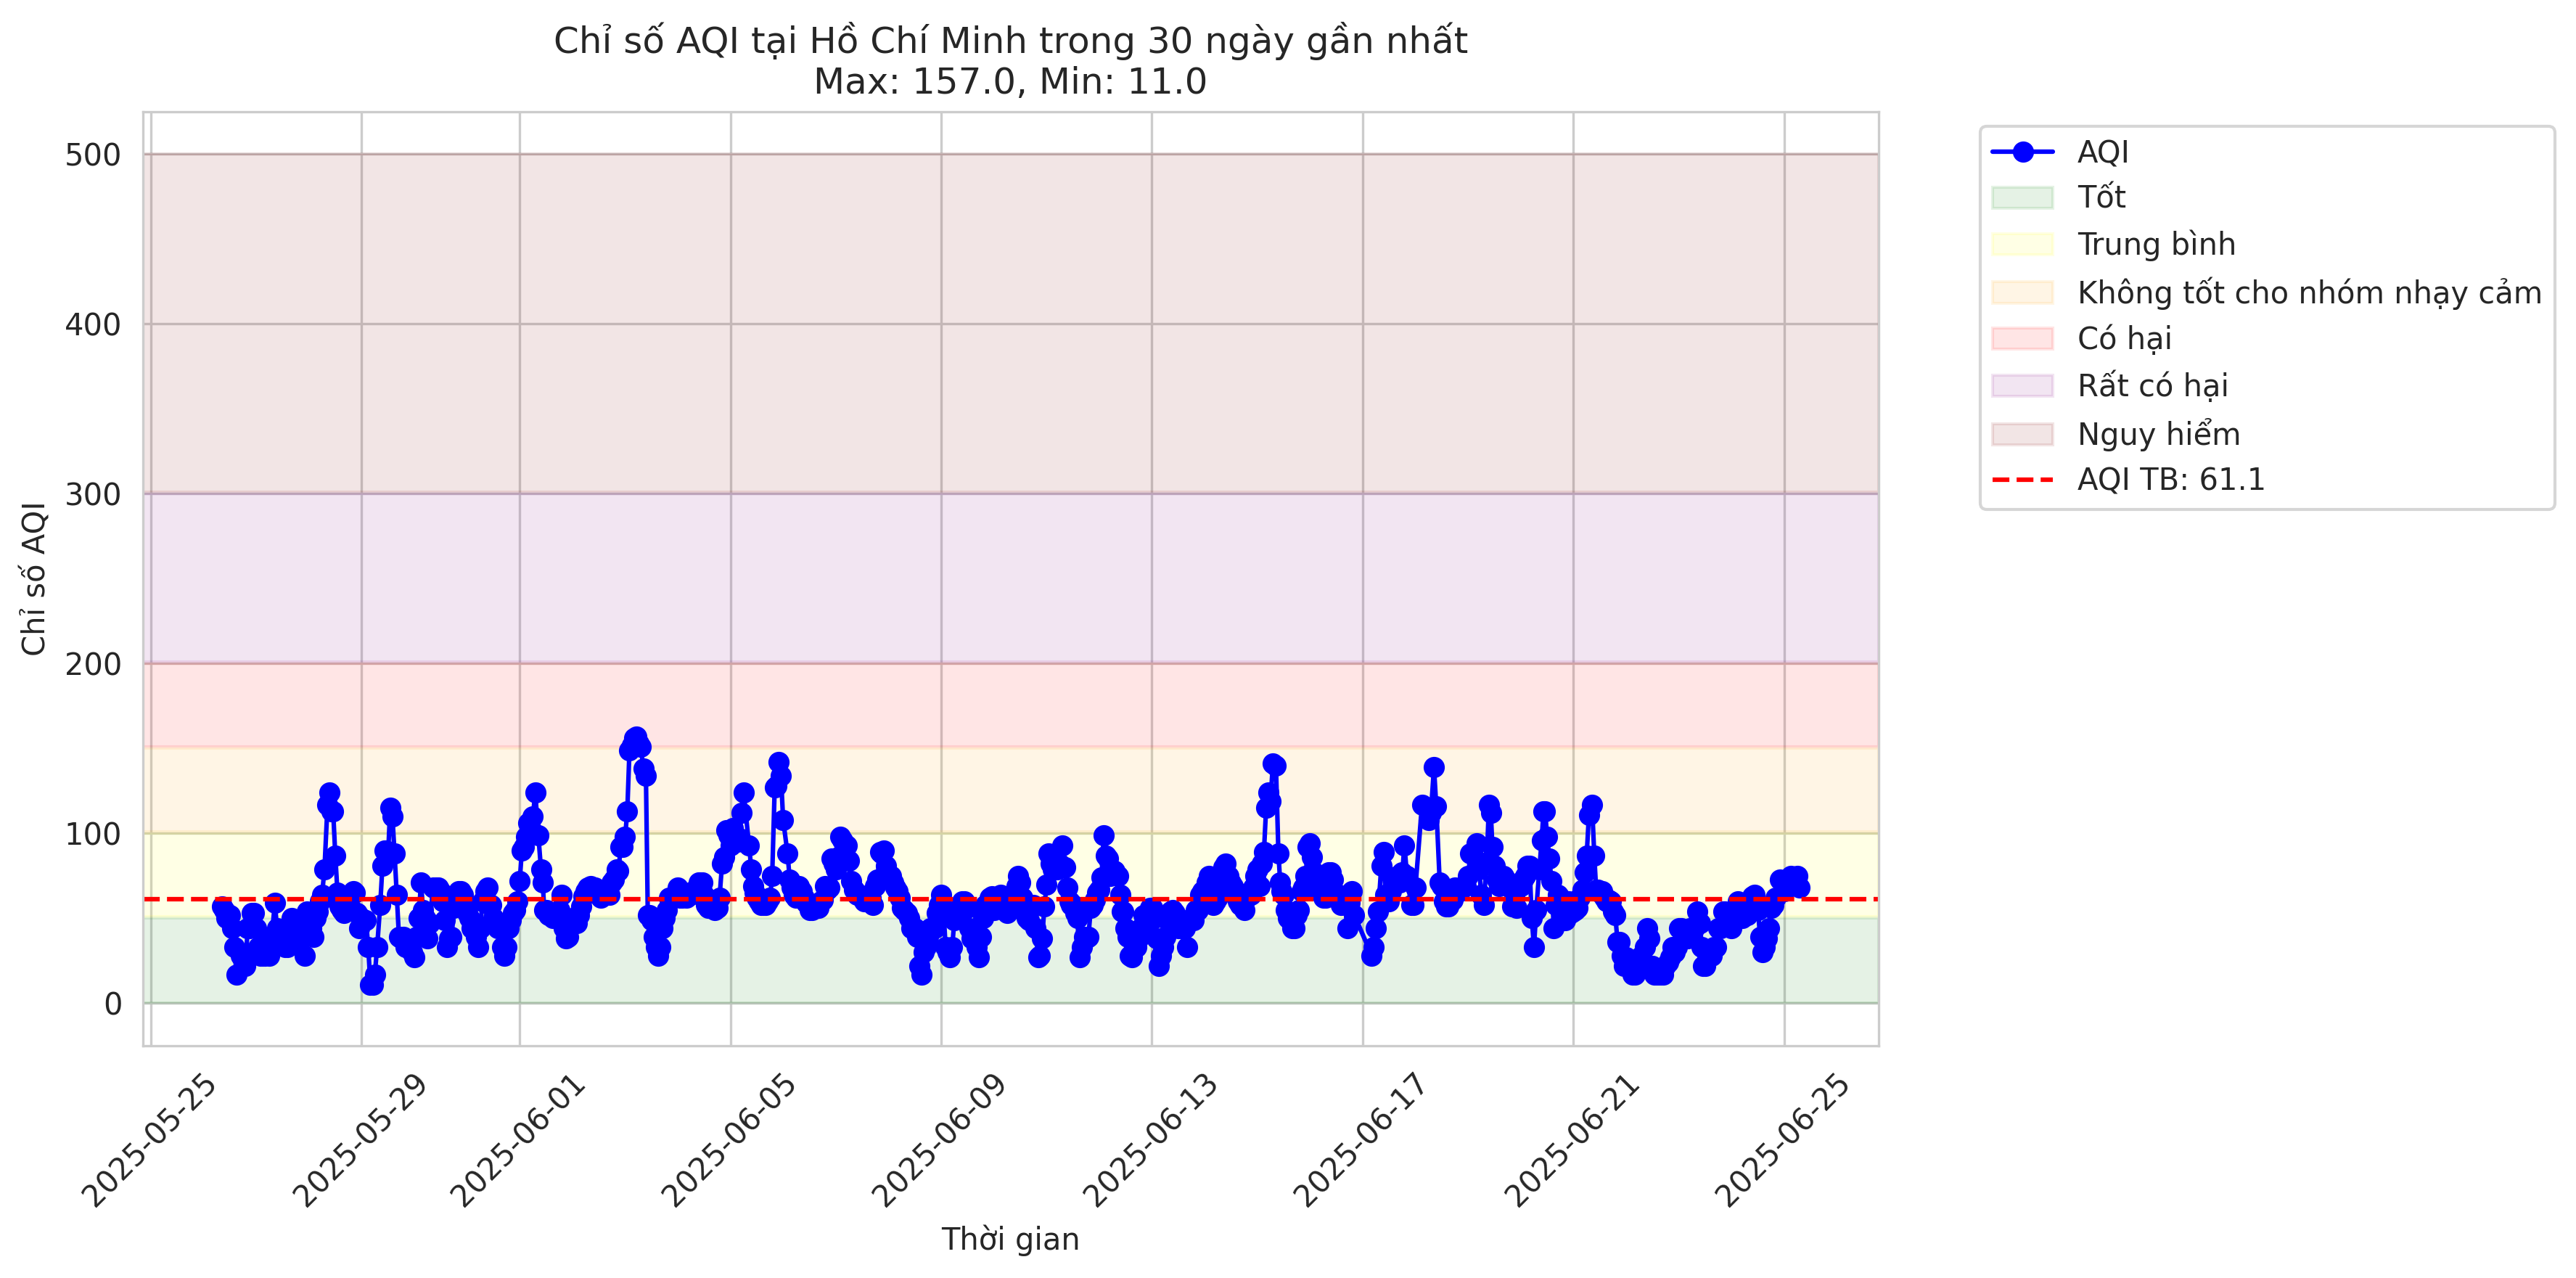 Chỉ số AQI tại Hồ Chí Minh trong 30 ngày gần nhất
Max: 157.0, Min: 11.0
Chỉ số AQI
500
400
300
200
100
0
2025-05-25
2025-05-29
2025-06-01
2025-06-05
2025-06-09
2025-06-13
2025-06-17
2025-06-21
2025-06-25
Thời gian
AQI
Tốt
Trung bình
Không tốt cho nhóm nhạy cảm
Có hại
Rất có hại
Nguy hiểm
AQI TB: 61.1